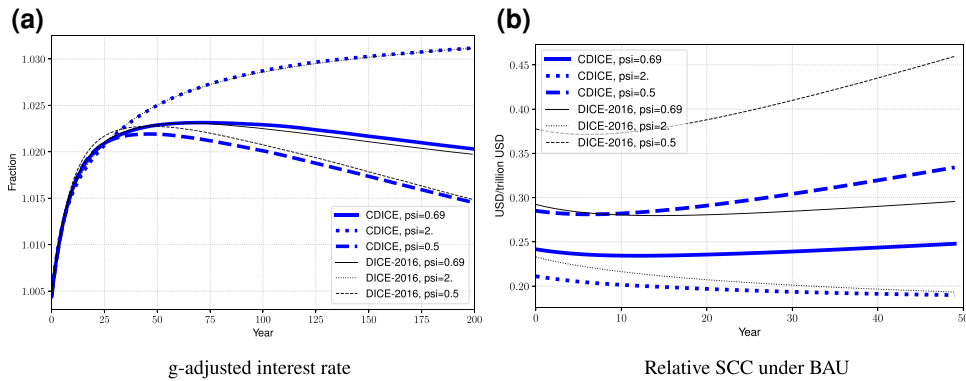 (a)
Fraction
1.030
1.025
1.020
1.015
1.010
1.005
0
25
50
75
100
125
150
175
200
Year
CDICE, psi=0.69
CDICE, psi=2.
CDICE, psi=0.5
DICE-2016, psi=0.69
DICE-2016, psi=2.
DICE-2016, psi=0.5
g-adjusted interest rate
(b)
USD/trillion USD
0.45
0.40
0.35
0.30
0.25
0.20
0
10
20
30
40
50
Year
CDICE, psi=0.69
CDICE, psi=2.
CDICE, psi=0.5
DICE-2016, psi=0.69
DICE-2016, psi=2.
DICE-2016, psi=0.5
Relative SCC under BAU